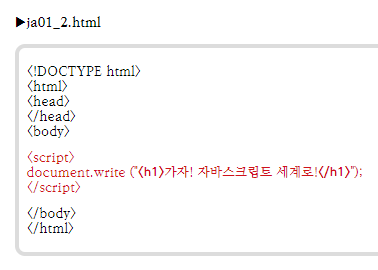 ▶ja01_2.html
<!DOCTYPE html>
<html>
<head>
</head>
<body>
<script>
document.write ("<h1>가자! 자바스크립트 세계로!</h1>");
</script>
</body>
</html>